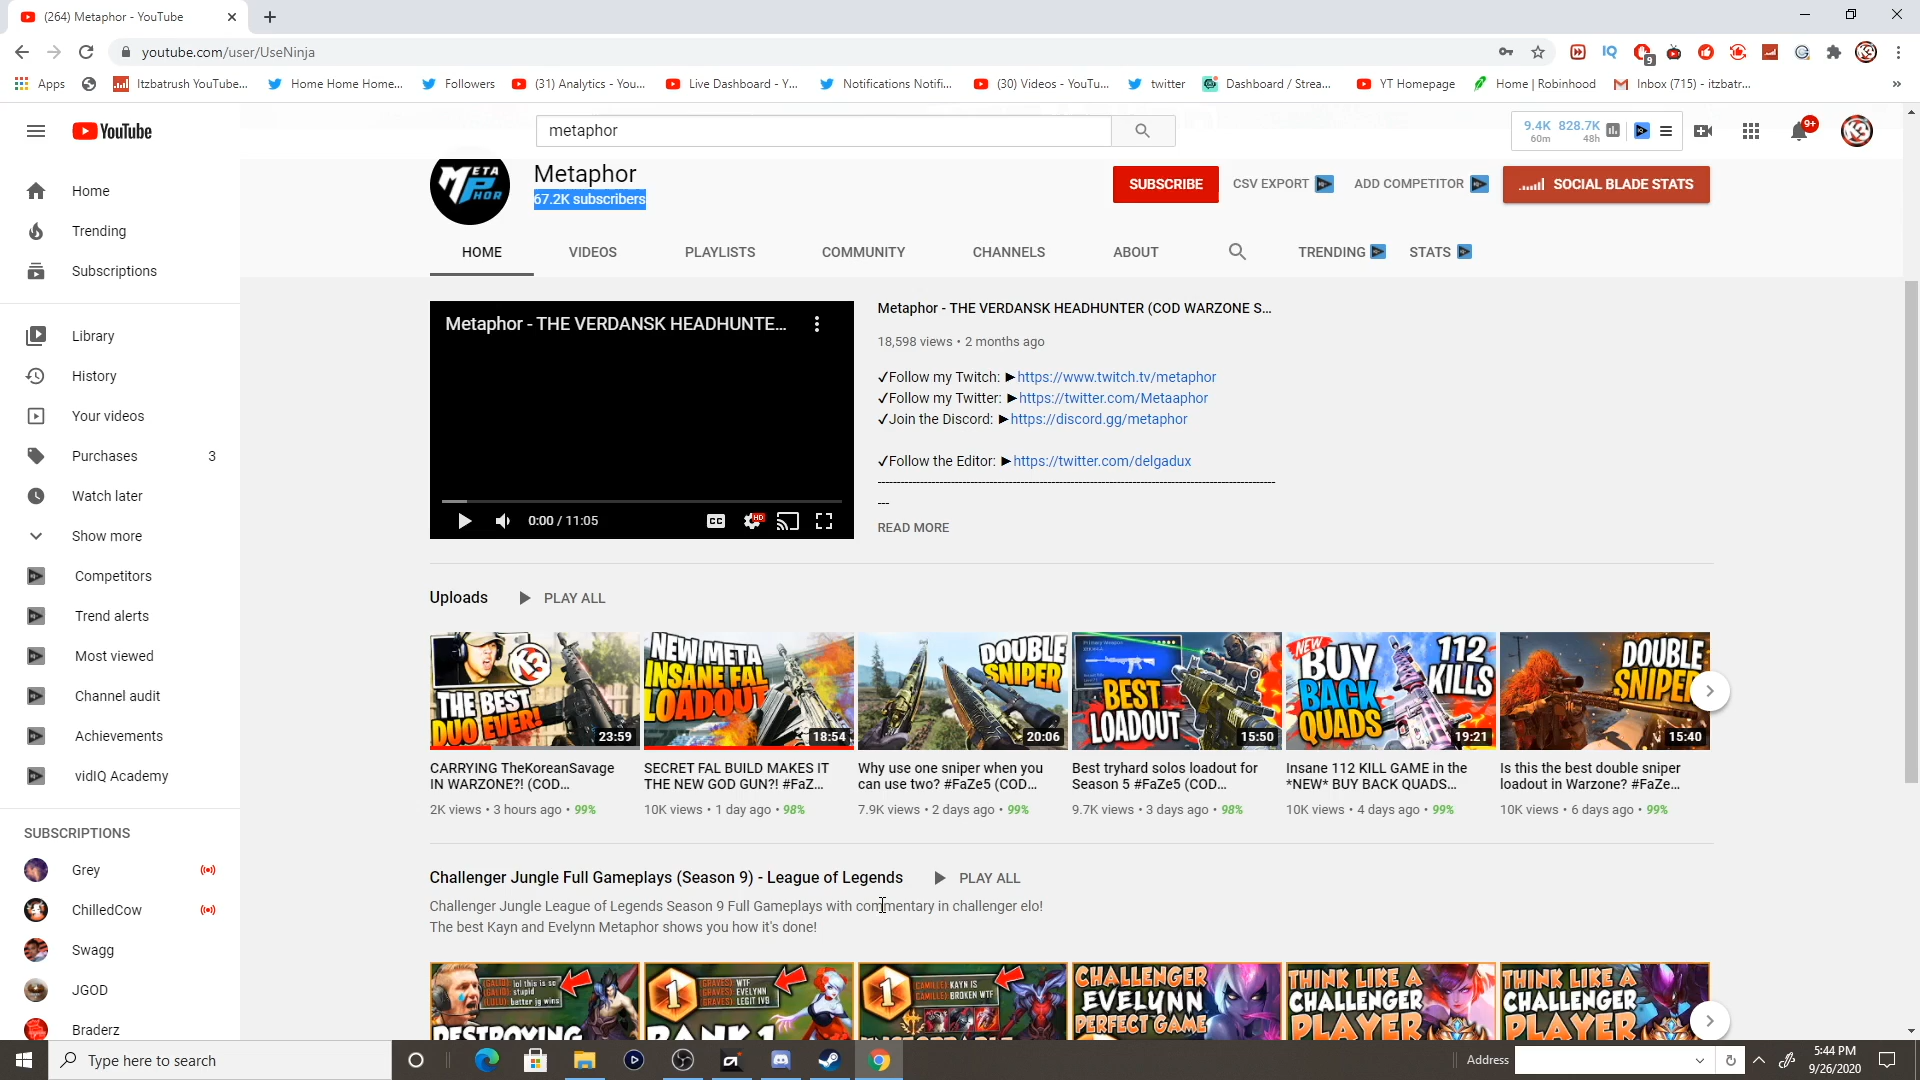 (264) Metaphor - YouTube
youtube.com/user/UseNinja
IQ
9
Apps
Itzbatrush YouTube...
Home Home Home...
Followers
(31) Analytics - You...
Live Dashboard - Y...
Notifications Notifi...
(30) Videos - YouTu...
twitter
Dashboard / Strea...
YT Homepage
Home | Robinhood
Inbox (715) - itzbatr...
YouTube
metaphor
9.4K 828.7K
60m 48h
9+
Home
Trending
Subscriptions
Library
History
Your videos
Purchases 3
Watch later
Show more
Competitors
Trend alerts
Most viewed
Channel audit
Achievements
vidIQ Academy
SUBSCRIPTIONS
Grey
ChilledCow
Swagg
JGOD
Braderz
META
PHOR
Metaphor
67.2K subscribers
SUBSCRIBE
CSV EXPORT
ADD COMPETITOR
SOCIAL BLADE STATS
HOME VIDEOS PLAYLISTS COMMUNITY CHANNELS ABOUT TRENDING STATS
Metaphor - THE VERDANSK HEADHUNTE...
CC
HD
0:00 / 11:05
Metaphor - THE VERDANSK HEADHUNTER (COD WARZONE S...
18,598 views • 2 months ago
✓Follow my Twitch: ►https://www.twitch.tv/metaphor
✓Follow my Twitter: ►https://twitter.com/Metaaphor
✓Join the Discord: ►https://discord.gg/metaphor
✓Follow the Editor: ►https://twitter.com/delgadux
READ MORE
Uploads PLAY ALL
K3
THE BEST
DUO EVER!
23:59
CARRYING TheKoreanSavage
IN WARZONE?! (COD...
2K views • 3 hours ago • 99%
NEW META
INSANE FAL
LOADOUT
18:54
SECRET FAL BUILD MAKES IT
THE NEW GOD GUN?! #FaZ...
10K views • 1 day ago • 98%
DOUBLE
SNIPER
20:06
Why use one sniper when you
can use two? #FaZe5 (COD...
7.9K views • 2 days ago • 99%
BEST
LOADOUT
15:50
Best tryhard solos loadout for
Season 5 #FaZe5 (COD...
9.7K views • 3 days ago • 98%
NEW
BUY
BACK
QUADS
112
KILLS
19:21
Insane 112 KILL GAME in the
*NEW* BUY BACK QUADS...
10K views • 4 days ago • 99%
DOUBLE
SNIPER
15:40
Is this the best double sniper
loadout in Warzone? #FaZe...
10K views • 6 days ago • 99%
Challenger Jungle Full Gameplays (Season 9) - League of Legends PLAY ALL
Challenger Jungle League of Legends Season 9 Full Gameplays with commentary in challenger elo!
The best Kayn and Evelynn Metaphor shows you how it's done!
DESTROYING
1
RANK 1
1
KAYN IS
BROKEN WTF
CHALLENGER
EVELYNN
PERFECT GAME
THINK LIKE A
CHALLENGER
PLAYER
THINK LIKE A
CHALLENGER
PLAYER
Type here to search
Address
5:44 PM
9/26/2020